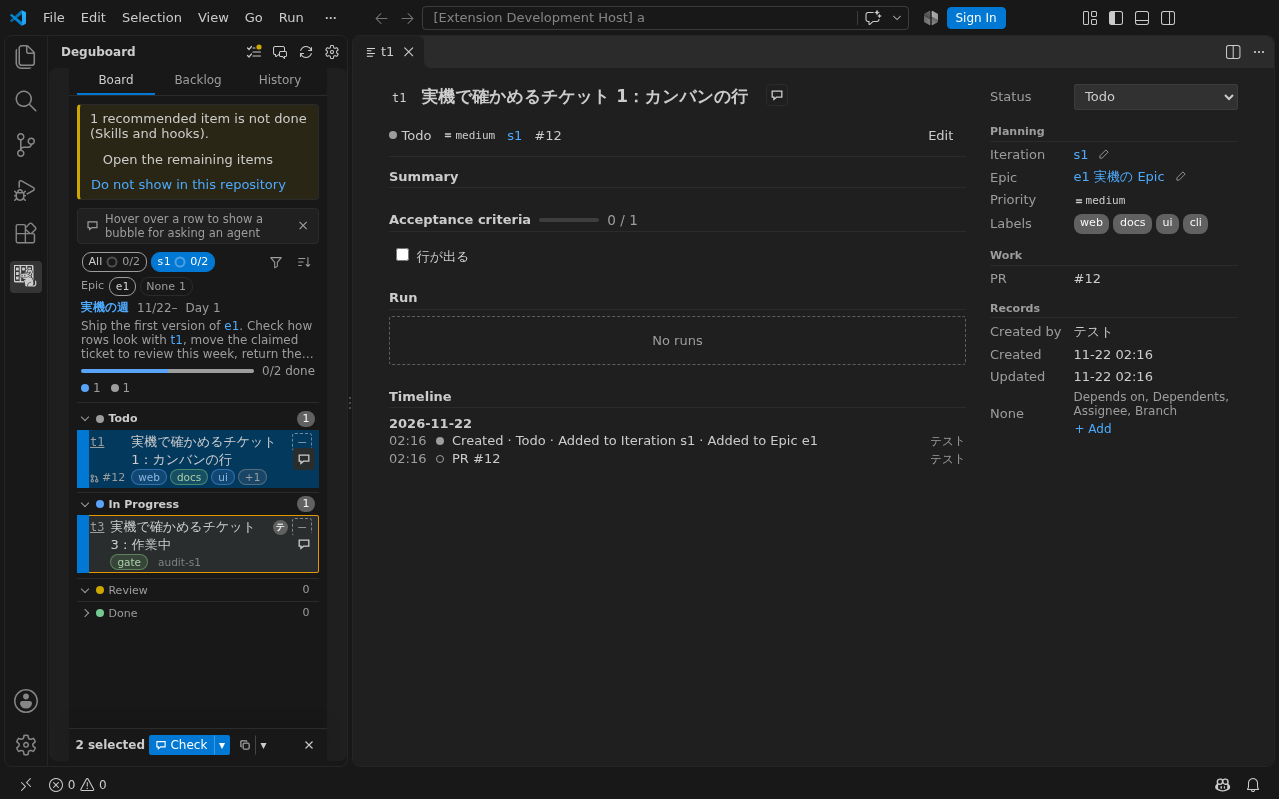 File Edit Selection View Go Run ···
[Extension Development Host] a
Sign In
Deguboard
Board Backlog History
1 recommended item is not done
(Skills and hooks).
Open the remaining items
Do not show in this repository
Hover over a row to show a
bubble for asking an agent
All 0/2 s1 0/2
Epic e1 None 1
実機の週 11/22– Day 1
Ship the first version of e1. Check how
rows look with t1, move the claimed
ticket to review this week, return the…
0/2 done
1 1
Todo 1
t1 実機で確かめるチケット
1：カンバンの行
#12 web docs ui +1
In Progress 1
t3 実機で確かめるチケット テ
3：作業中
gate audit-s1
Review 0
Done 0
2 selected Check
t1
t1 実機で確かめるチケット 1：カンバンの行
Todo medium s1 #12 Edit
Summary
Acceptance criteria 0 / 1
行が出る
Run
No runs
Timeline
2026-11-22
02:16 Created · Todo · Added to Iteration s1 · Added to Epic e1 テスト
02:16 PR #12 テスト
Status Todo
Planning
Iteration s1
Epic e1 実機の Epic
Priority medium
Labels web docs ui cli
Work
PR #12
Records
Created by テスト
Created 11-22 02:16
Updated 11-22 02:16
None Depends on, Dependents,
Assignee, Branch
+ Add
0 0